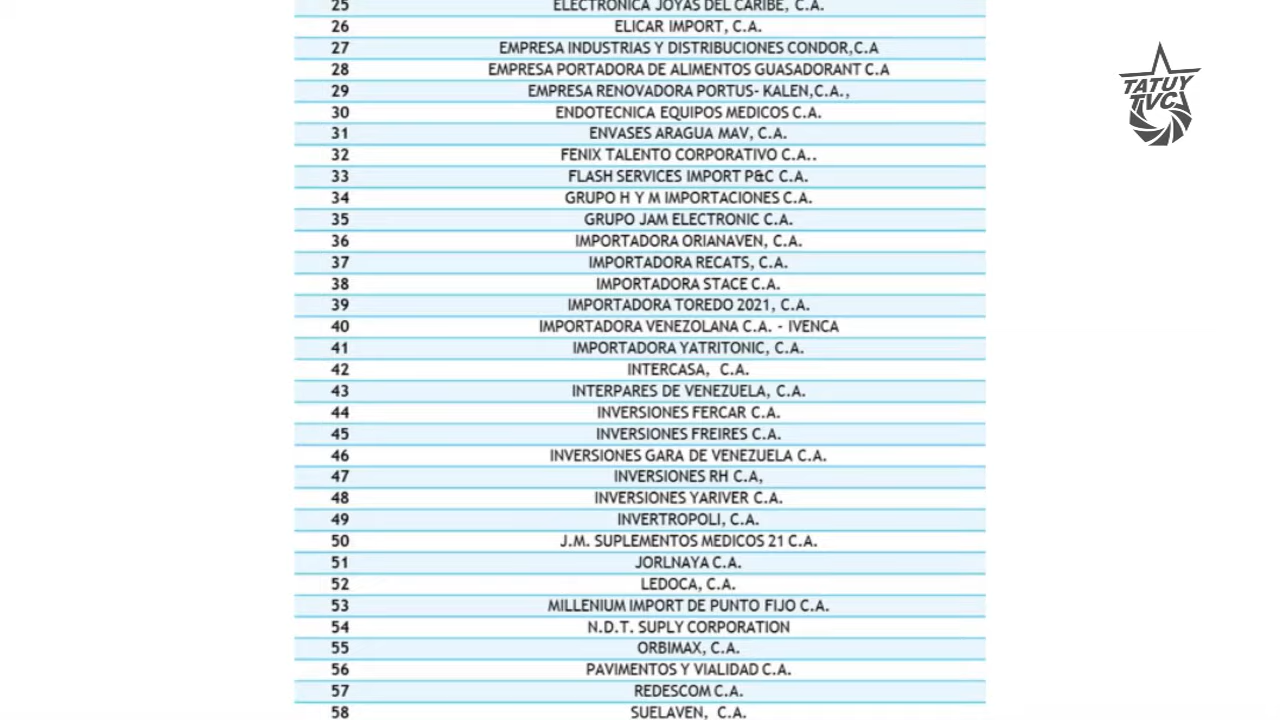 25 ELECTRONICA JOYAS DEL CARIBE, C.A.
26 ELICAR IMPORT, C.A.
27 EMPRESA INDUSTRIAS Y DISTRIBUCIONES CONDOR,C.A
28 EMPRESA PORTADORA DE ALIMENTOS GUASADORANT C.A
29 EMPRESA RENOVADORA PORTUS- KALEN,C.A.,
30 ENDOTECNICA EQUIPOS MEDICOS C.A.
31 ENVASES ARAGUA MAV, C.A.
32 FENIX TALENTO CORPORATIVO C.A..
33 FLASH SERVICES IMPORT P&C C.A.
34 GRUPO H Y M IMPORTACIONES C.A.
35 GRUPO JAM ELECTRONIC C.A.
36 IMPORTADORA ORIANAVEN, C.A.
37 IMPORTADORA RECATS, C.A.
38 IMPORTADORA STACE C.A.
39 IMPORTADORA TOREDO 2021, C.A.
40 IMPORTADORA VENEZOLANA C.A. - IVENCA
41 IMPORTADORA YATRITONIC, C.A.
42 INTERCASA, C.A.
43 INTERPARES DE VENEZUELA, C.A.
44 INVERSIONES FERCAR C.A.
45 INVERSIONES FREIRES C.A.
46 INVERSIONES GARA DE VENEZUELA C.A.
47 INVERSIONES RH C.A,
48 INVERSIONES YARIVER C.A.
49 INVERTROPOLI, C.A.
50 J.M. SUPLEMENTOS MEDICOS 21 C.A.
51 JORLNAYA C.A.
52 LEDOCA, C.A.
53 MILLENIUM IMPORT DE PUNTO FIJO C.A.
54 N.D.T. SUPLY CORPORATION
55 ORBIMAX, C.A.
56 PAVIMENTOS Y VIALIDAD C.A.
57 REDESCOM C.A.
58 SUELAVEN, C.A.
TATUY
TVC